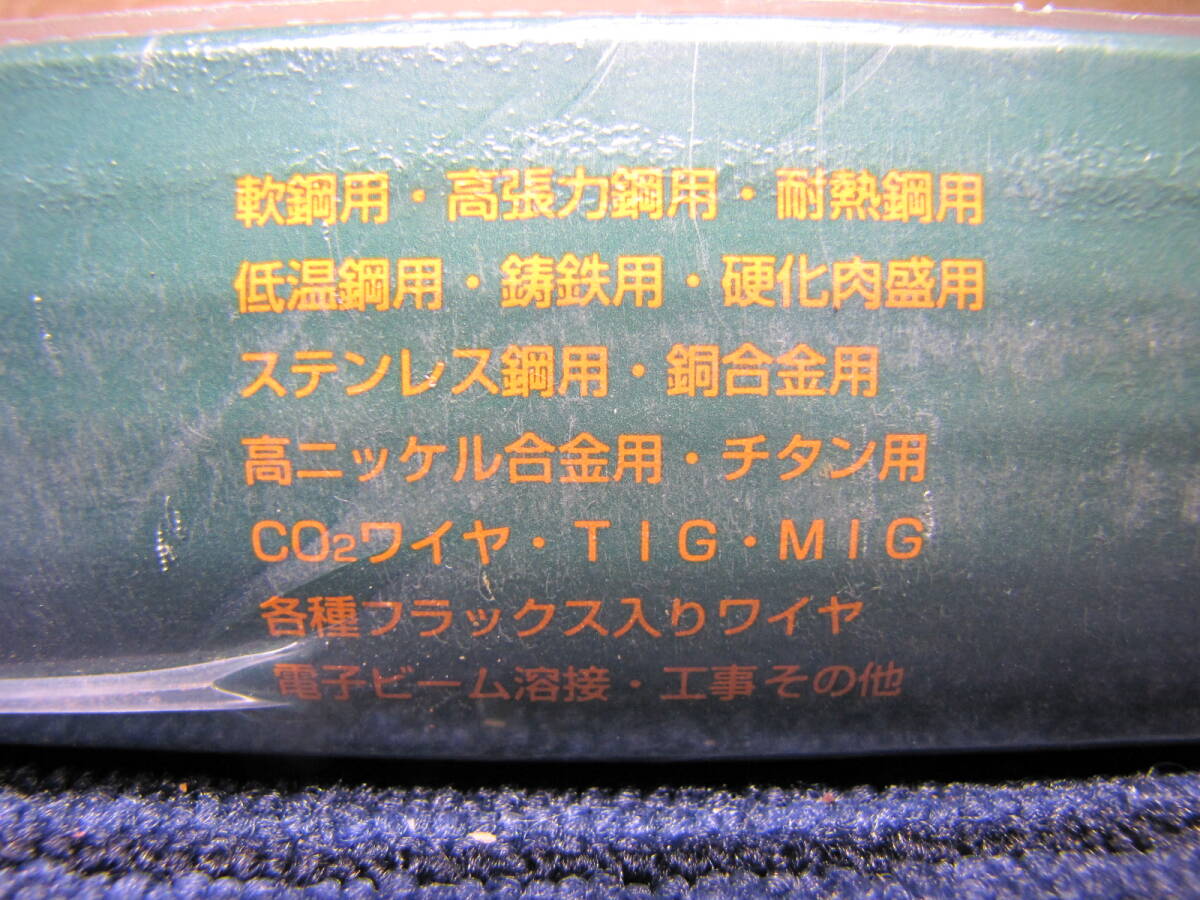 軟鋼用・高張力鋼用・耐熱鋼用
低温鋼用・鋳鉄用・硬化肉盛用
ステンレス鋼用・銅合金用
高ニッケル合金用・チタン用
CO₂ワイヤ・TIG・MIG
各種フラックス入りワイヤ
電子ビーム溶接・工事その他